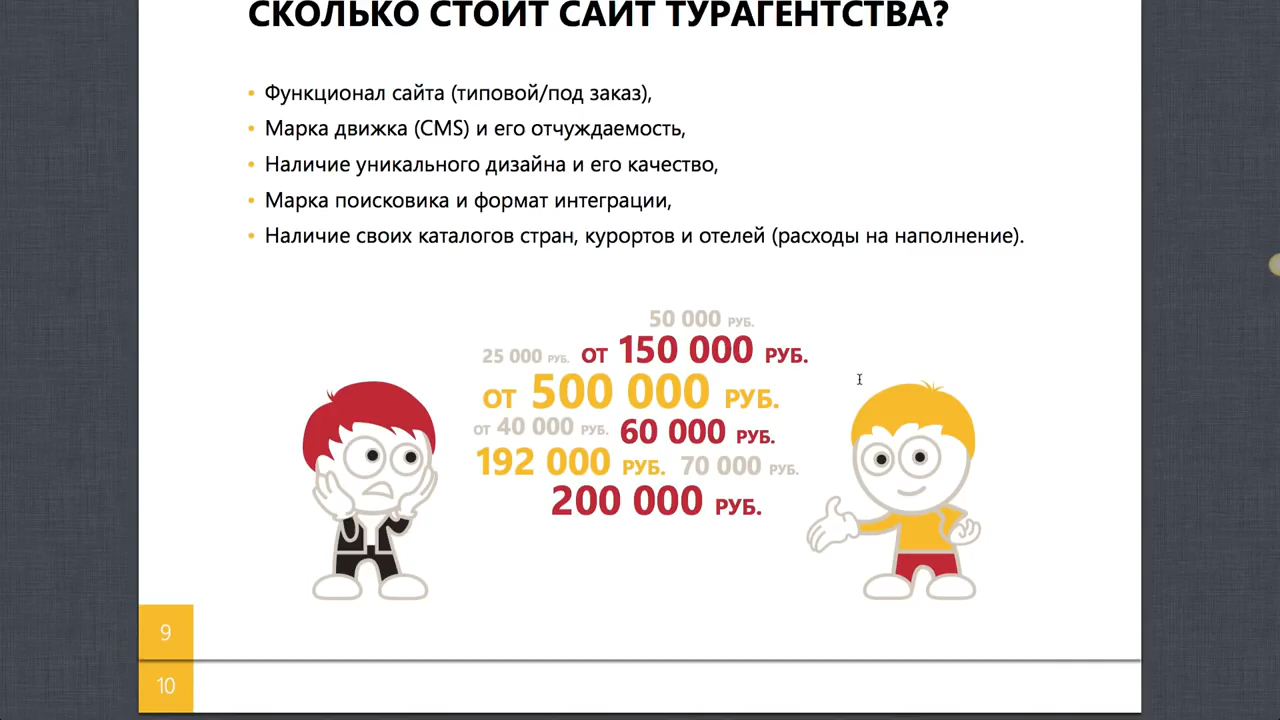 СКОЛЬКО СТОИТ САЙТ ТУРАГЕНТСТВА?
Функционал сайта (типовой/под заказ),
Марка движка (CMS) и его отчуждаемость,
Наличие уникального дизайна и его качество,
Марка поисковика и формат интеграции,
Наличие своих каталогов стран, курортов и отелей (расходы на наполнение).
50 000 РУБ.
25 000 РУБ. ОТ 150 000 РУБ.
ОТ 500 000 РУБ.
ОТ 40 000 РУБ. 60 000 РУБ.
192 000 РУБ. 70 000 РУБ.
200 000 РУБ.
9
10